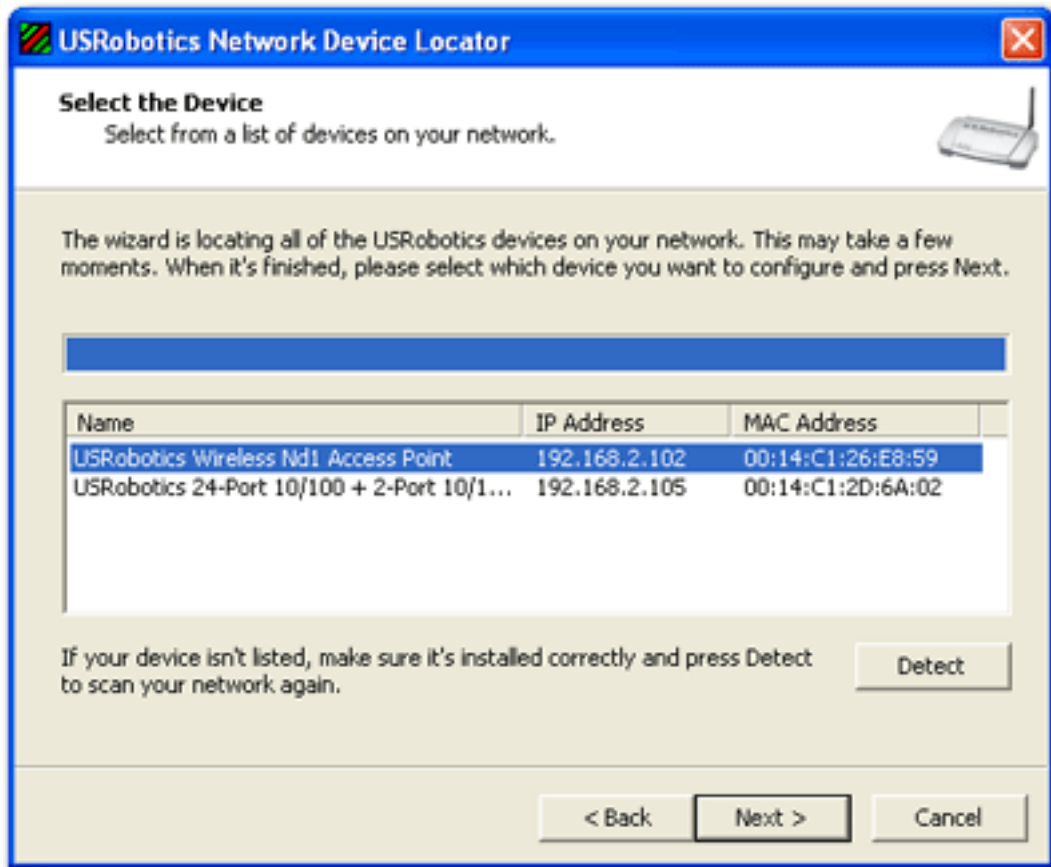 USRobotics Network Device Locator
Select the Device
Select from a list of devices on your network.
The wizard is locating all of the USRobotics devices on your network. This may take a few
moments. When it's finished, please select which device you want to configure and press Next.
Name IP Address MAC Address
USRobotics Wireless Nd1 Access Point 192.168.2.102 00:14:C1:26:E8:59
USRobotics 24-Port 10/100 + 2-Port 10/1... 192.168.2.105 00:14:C1:2D:6A:02
If your device isn't listed, make sure it's installed correctly and press Detect
to scan your network again.
Detect
< Back Next > Cancel